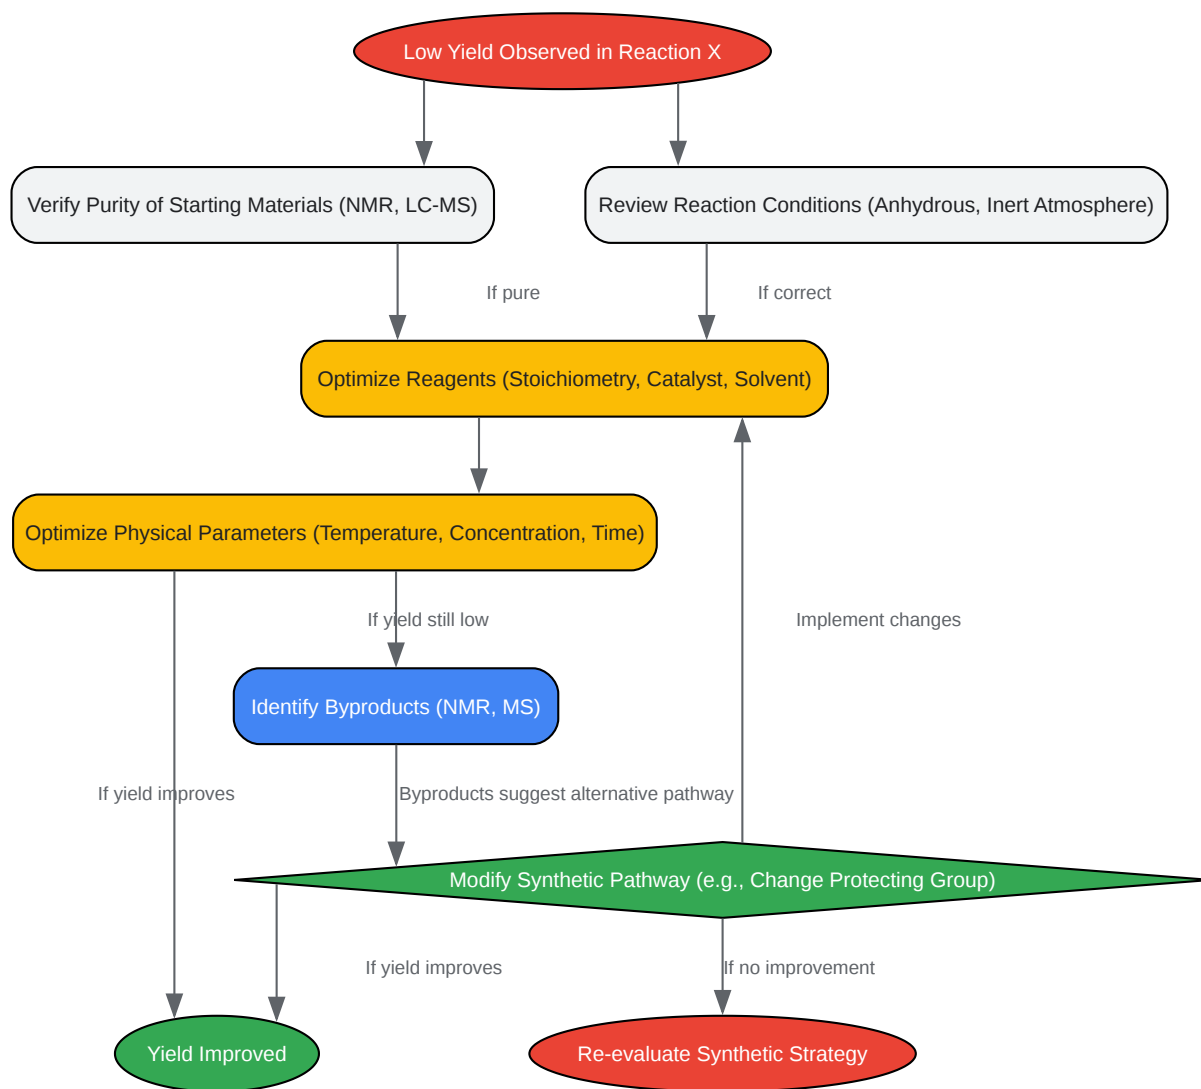 Low Yield Observed in Reaction X
Verify Purity of Starting Materials (NMR, LC-MS)
Review Reaction Conditions (Anhydrous, Inert Atmosphere)
If pure
If correct
Optimize Reagents (Stoichiometry, Catalyst, Solvent)
Optimize Physical Parameters (Temperature, Concentration, Time)
If yield still low
Implement changes
Identify Byproducts (NMR, MS)
If yield improves
Byproducts suggest alternative pathway
Modify Synthetic Pathway (e.g., Change Protecting Group)
If yield improves
If no improvement
Yield Improved
Re-evaluate Synthetic Strategy